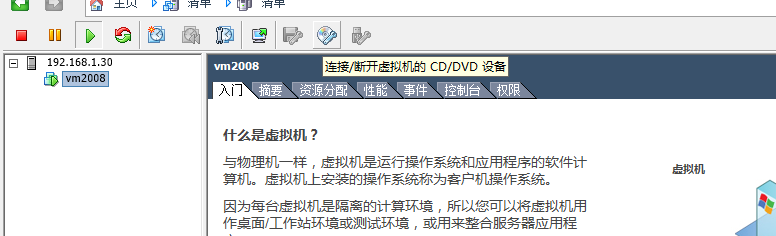 主页
清单
清单
192.168.1.30
vm2008
vm2008
连接/断开虚拟机的 CD/DVD 设备
入门 摘要 资源分配 性能 事件 控制台 权限
什么是虚拟机？
与物理机一样，虚拟机是运行操作系统和应用程序的软件计
算机。虚拟机上安装的操作系统称为客户机操作系统。
虚拟机
因为每台虚拟机是隔离的计算环境，所以您可以将虚拟机用
作桌面/工作站环境或测试环境，或用来整合服务器应用程